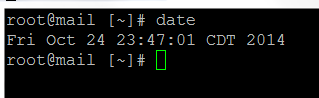 root@mail [~]# date
Fri Oct 24 23:47:01 CDT 2014
root@mail [~]#